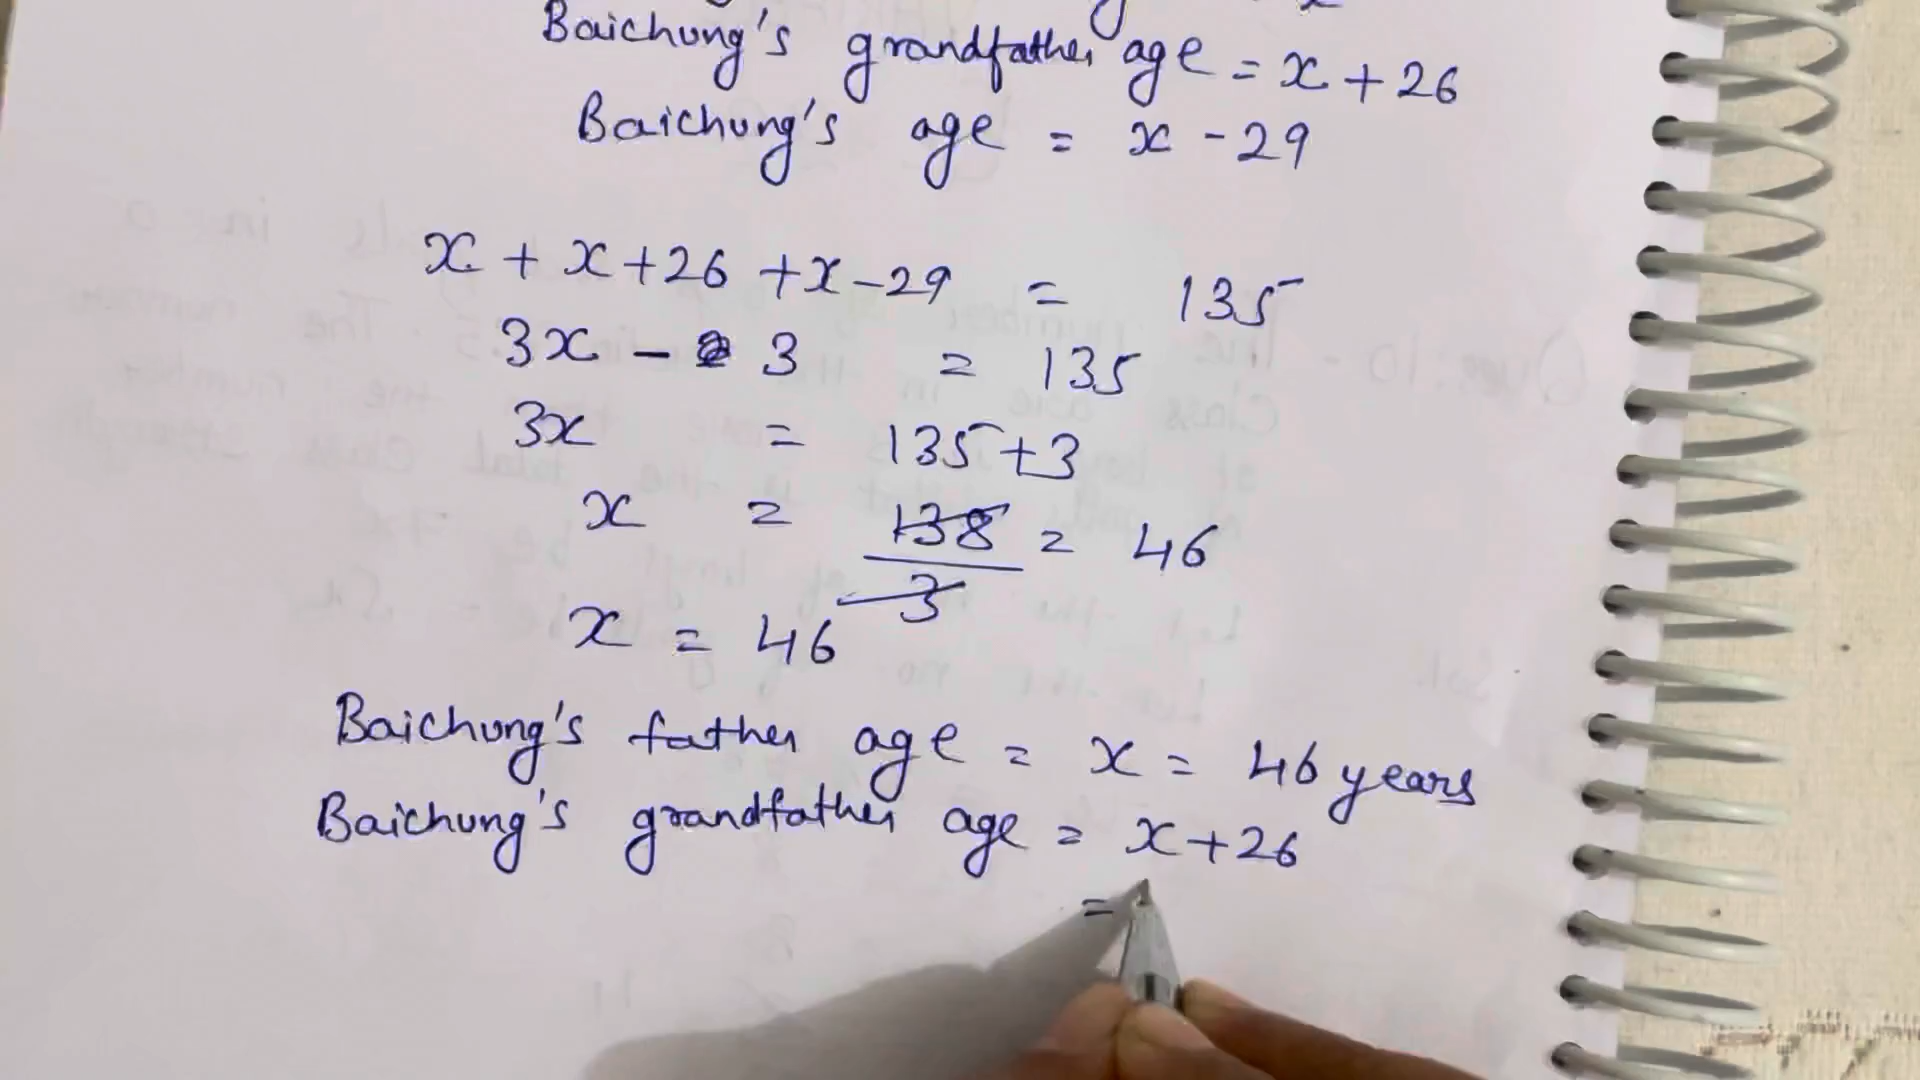 Baichung's grandfather age = x + 26
Baichung's age = x - 29
x + x + 26 + x - 29 = 135
3x - 3 = 135
3x = 135 + 3
x = 138/3 = 46
x = 46
Baichung's father age = x = 46 years
Baichung's grandfather age = x + 26
=